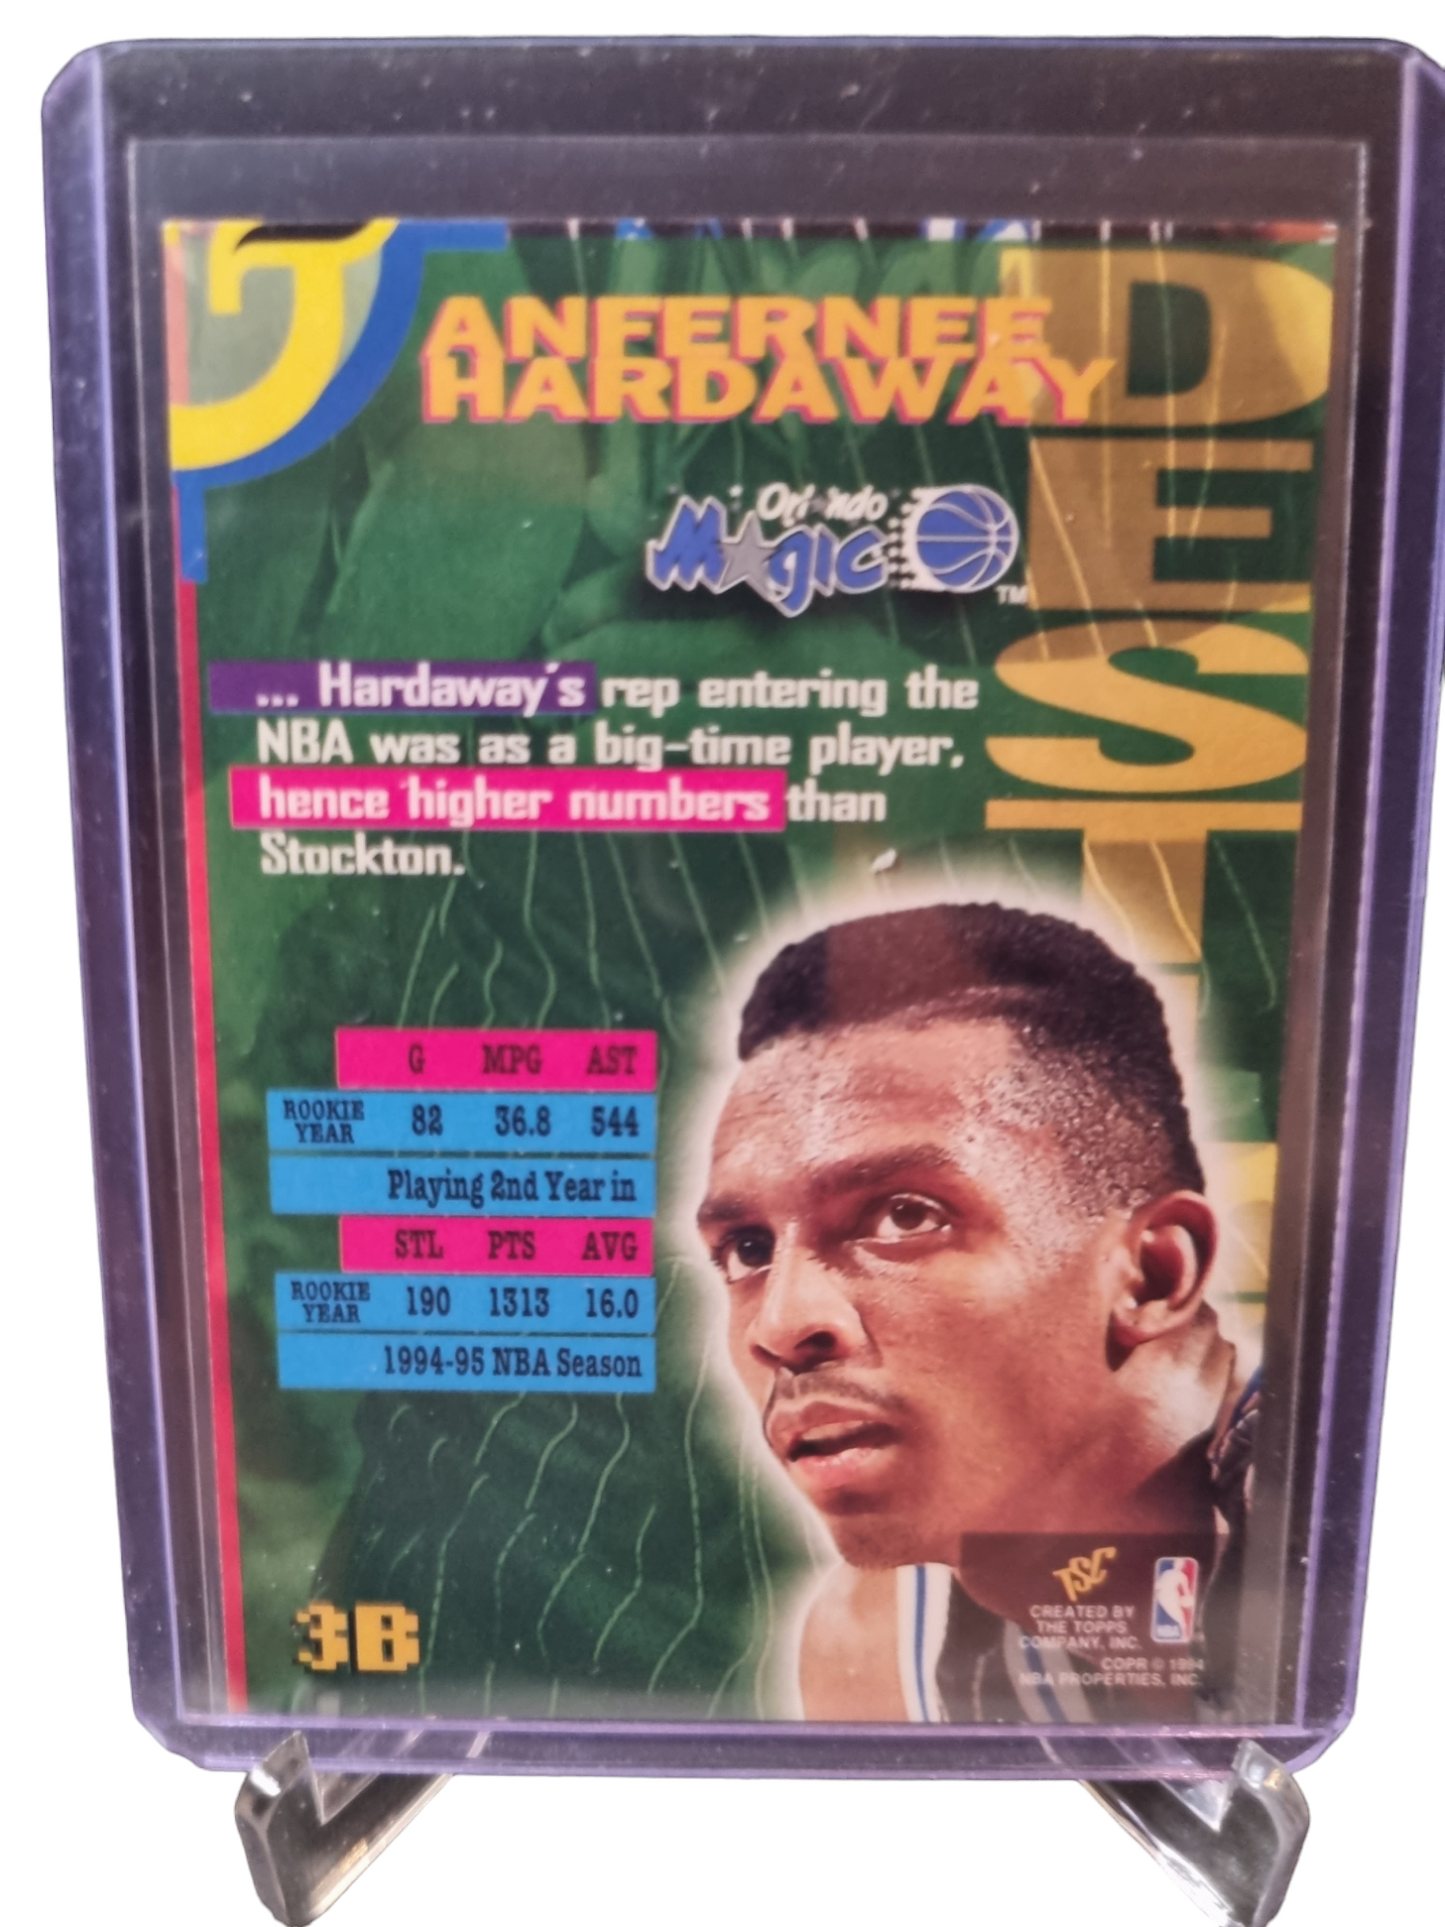 ANFERNEE
HARDAWAY
Orlando
Magic
TM
... Hardaway's rep entering the
NBA was as a big-time player,
hence higher numbers than
Stockton.
G MPG AST
ROOKIE YEAR 82 36.8 544
Playing 2nd Year in
STL PTS AVG
ROOKIE YEAR 190 1313 16.0
1994-95 NBA Season
3B
TSC
CREATED BY
THE TOPPS
COMPANY, INC.
NBA
COPR © 1994
NBA PROPERTIES, INC.
DEST